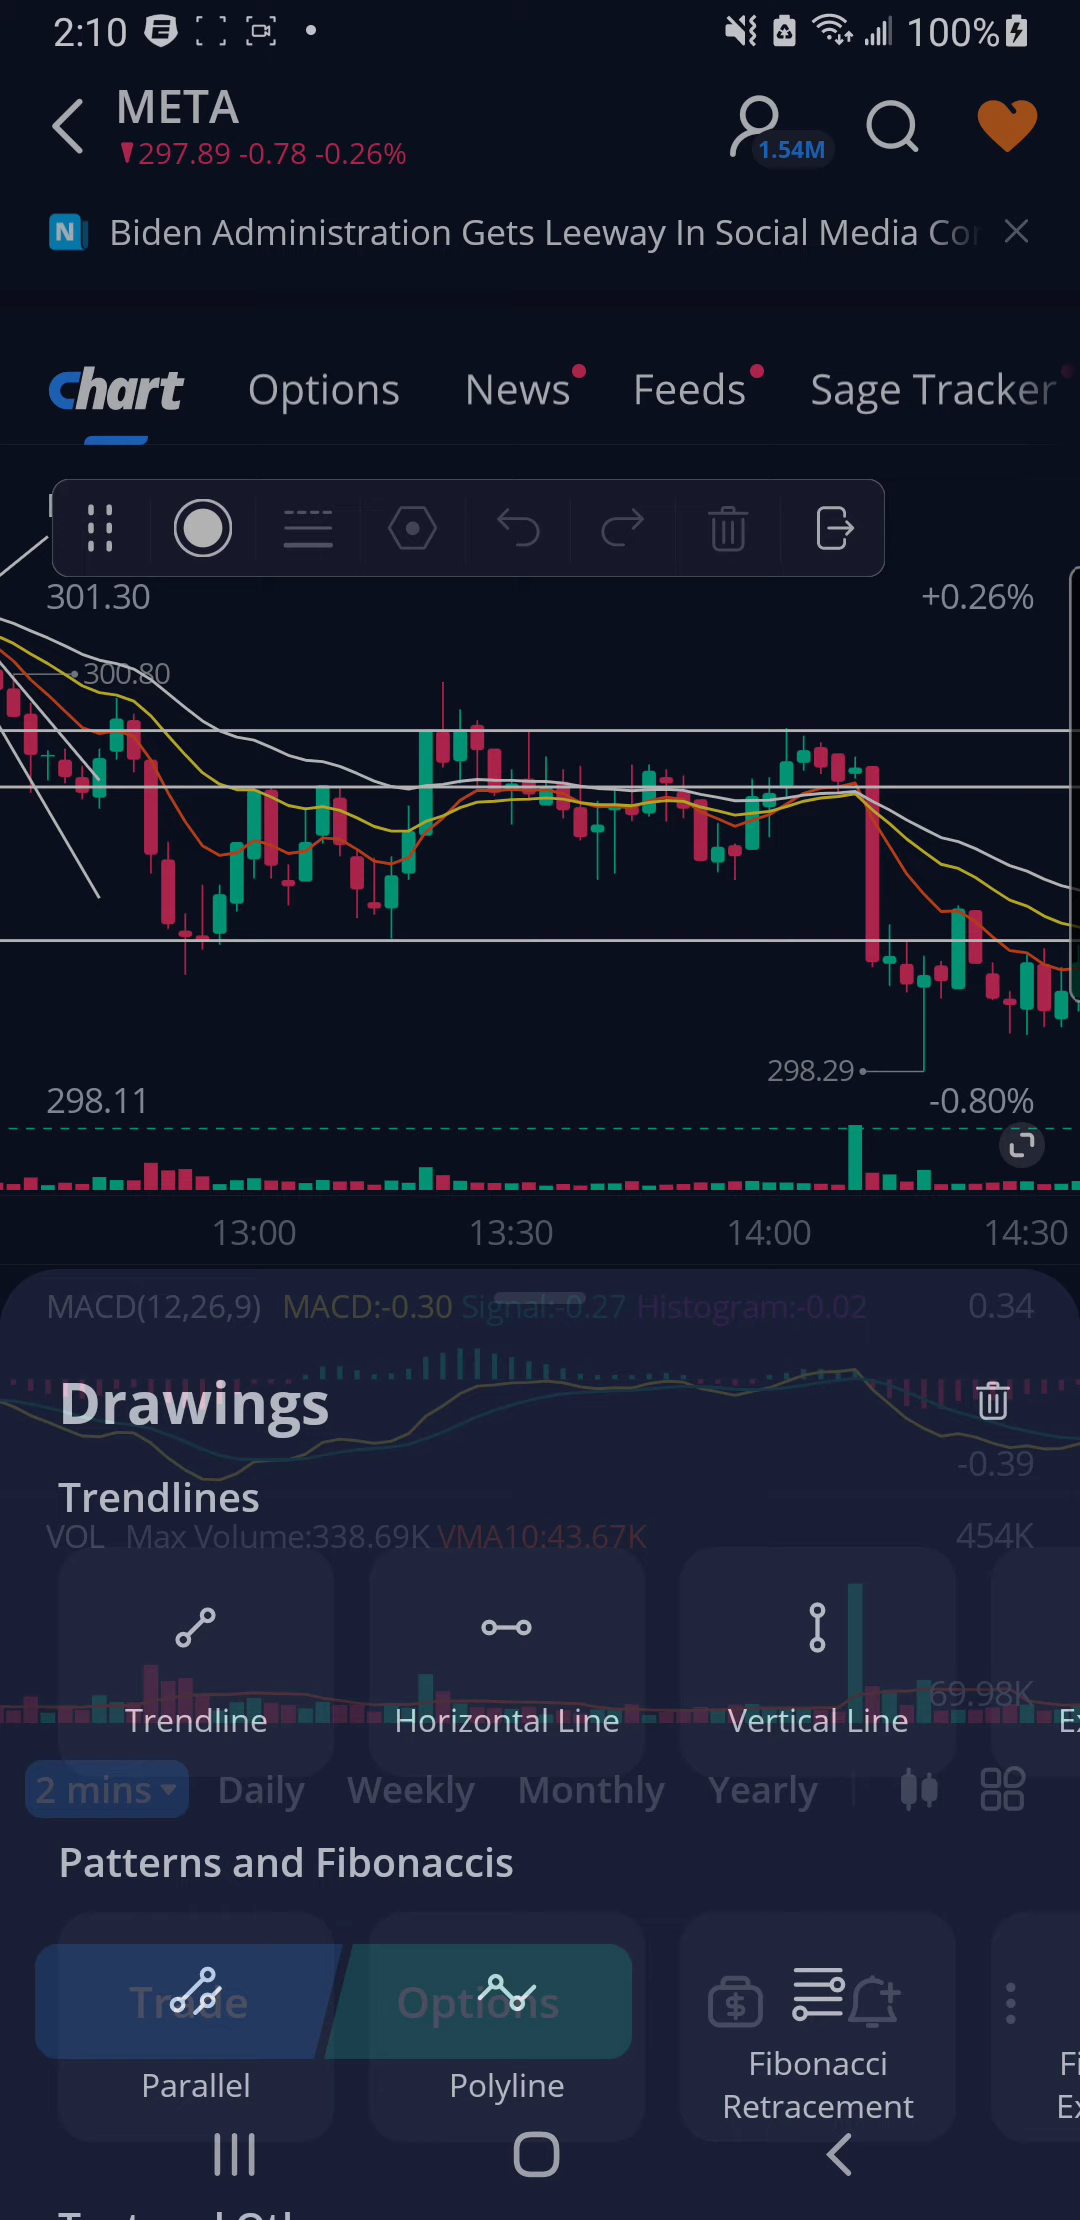 2:10
100%
META
297.89 -0.78 -0.26%
1.54M
N
Biden Administration Gets Leeway In Social Media
Chart
Options
News
Feeds
Sage Tracker
301.30
+0.26%
300.80
298.29
298.11
-0.80%
13:00
13:30
14:00
14:30
MACD(12,26,9) MACD:-0.30 Signal:-0.27 Histogram:-0.02
0.34
Drawings
-0.39
Trendlines
VOL Max Volume:338.69K VMA10:43.67K
454K
69.98K
Trendline
Horizontal Line
Vertical Line
2 mins
Daily
Weekly
Monthly
Yearly
Patterns and Fibonaccis
Trade
Options
Parallel
Polyline
Fibonacci
Retracement